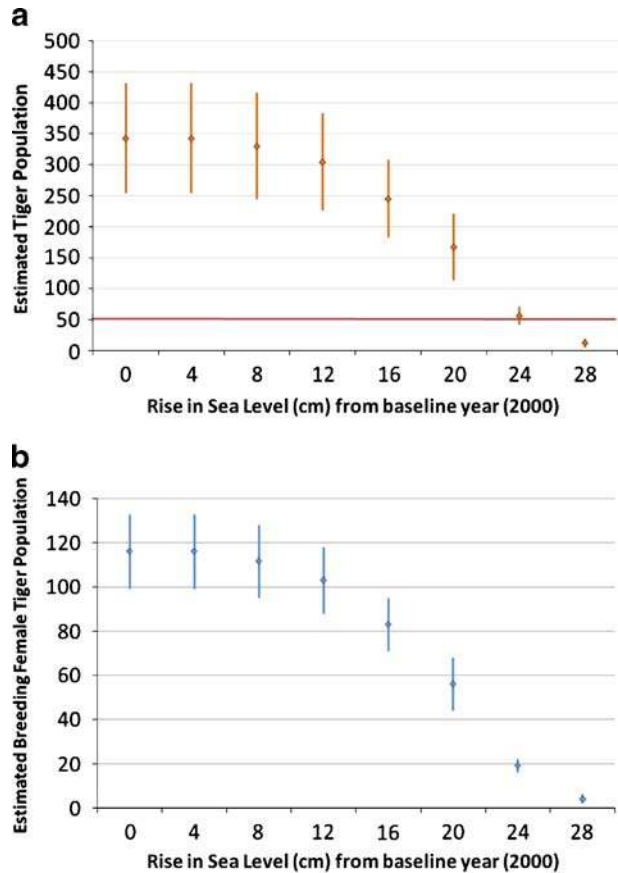 a
Estimated Tiger Population
500
450
400
350
300
250
200
150
100
50
0
0 4 8 12 16 20 24 28
Rise in Sea Level (cm) from baseline year (2000)
b
Estimated Breeding Female Tiger Population
140
120
100
80
60
40
20
0
0 4 8 12 16 20 24 28
Rise in Sea Level (cm) from baseline year (2000)